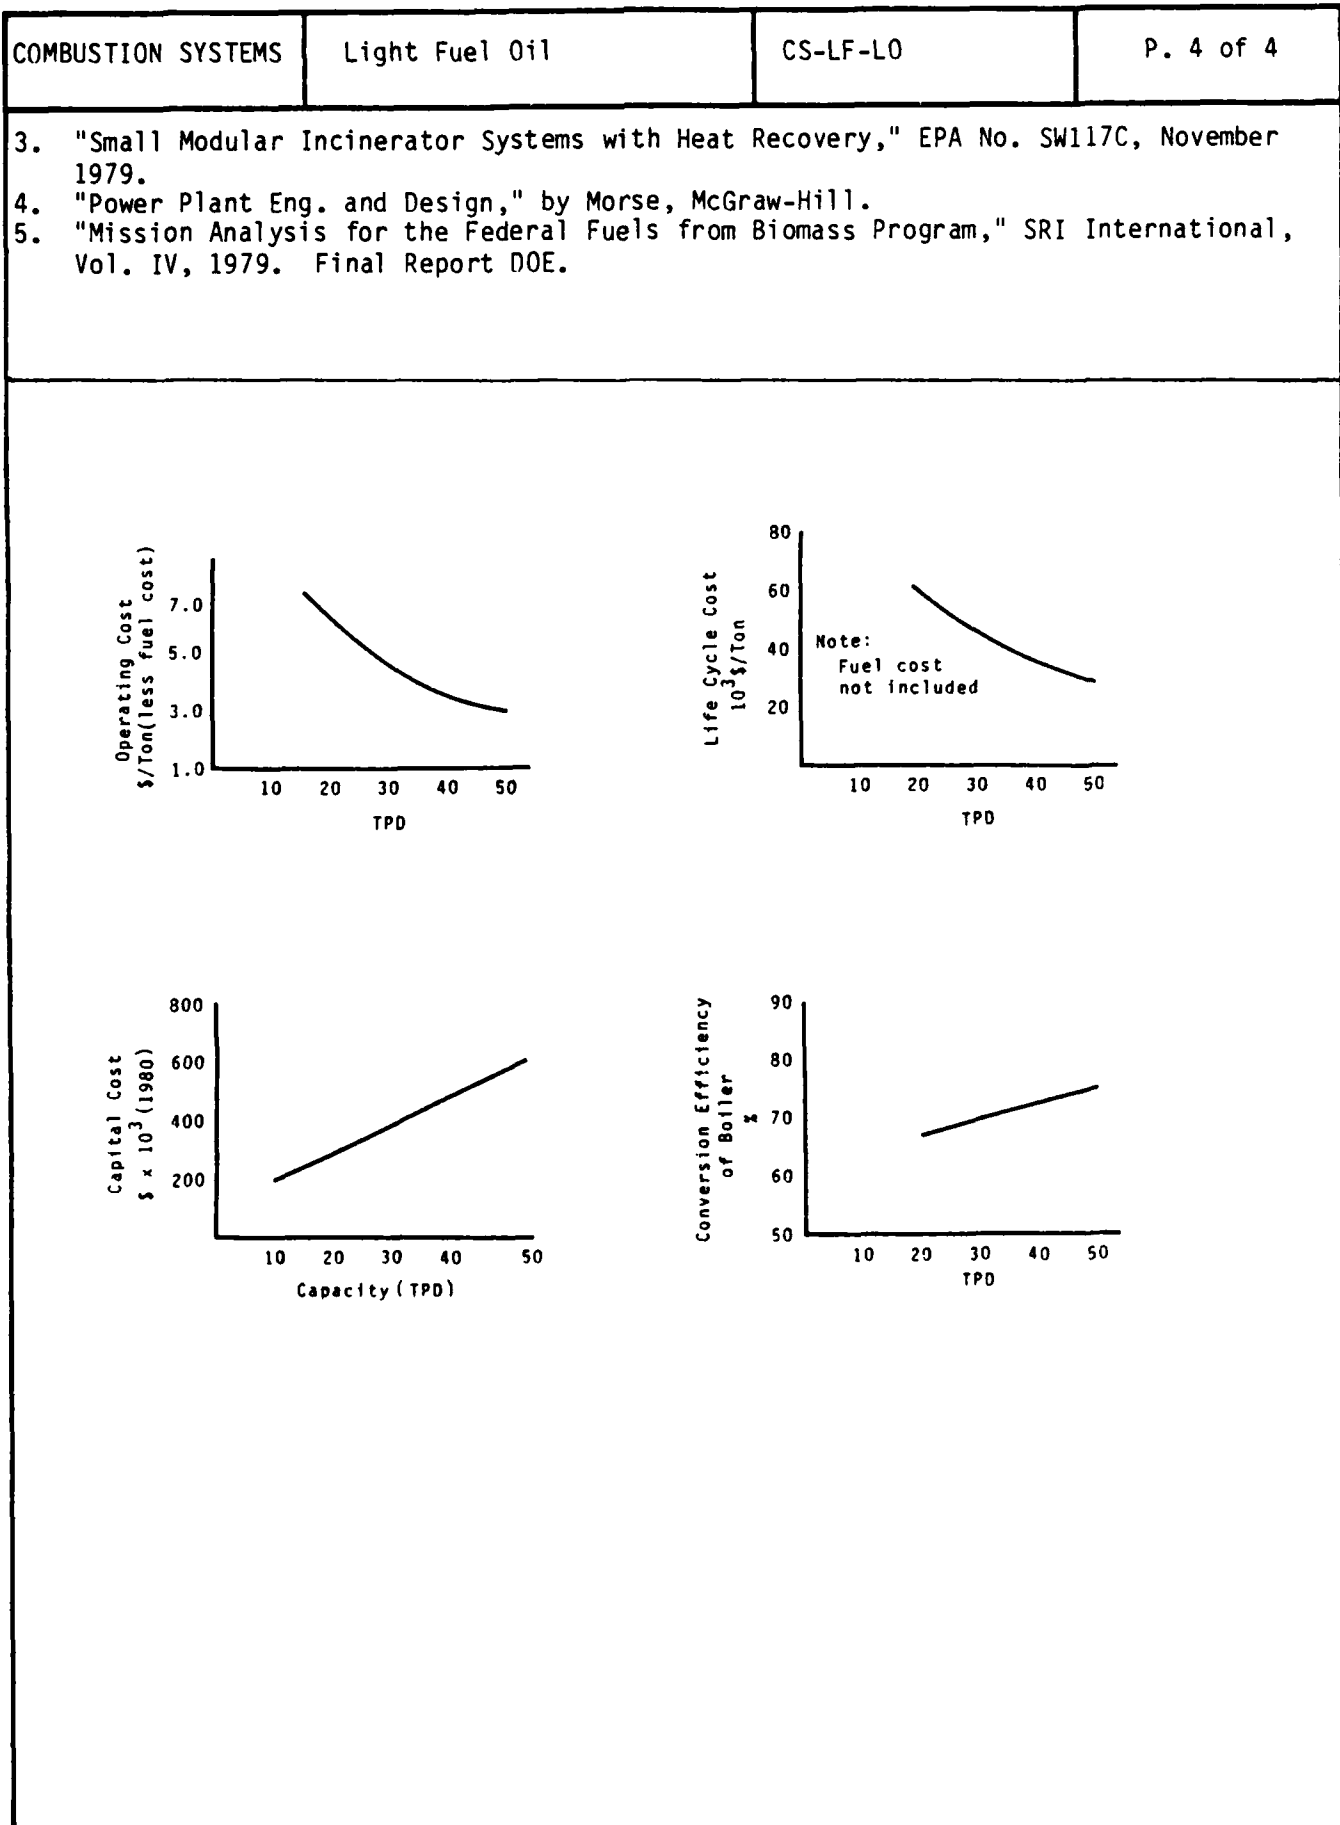 COMBUSTION SYSTEMS
Light Fuel Oil
CS-LF-LO
P. 4 of 4
3. "Small Modular Incinerator Systems with Heat Recovery," EPA No. SW117C, November
1979.
4. "Power Plant Eng. and Design," by Morse, McGraw-Hill.
5. "Mission Analysis for the Federal Fuels from Biomass Program," SRI International,
Vol. IV, 1979. Final Report DOE.
Operating Cost
$/Ton(less fuel cost)
7.0
5.0
3.0
1.0
10 20 30 40 50
TPD
Life Cycle Cost
10³$/Ton
80
60
40
20
Note:
Fuel cost
not included
10 20 30 40 50
TPD
Capital Cost
$ x 10³(1980)
800
600
400
200
10 20 30 40 50
Capacity(TPD)
Conversion Efficiency
of Boiler
%
90
80
70
60
50
10 20 30 40 50
TPD